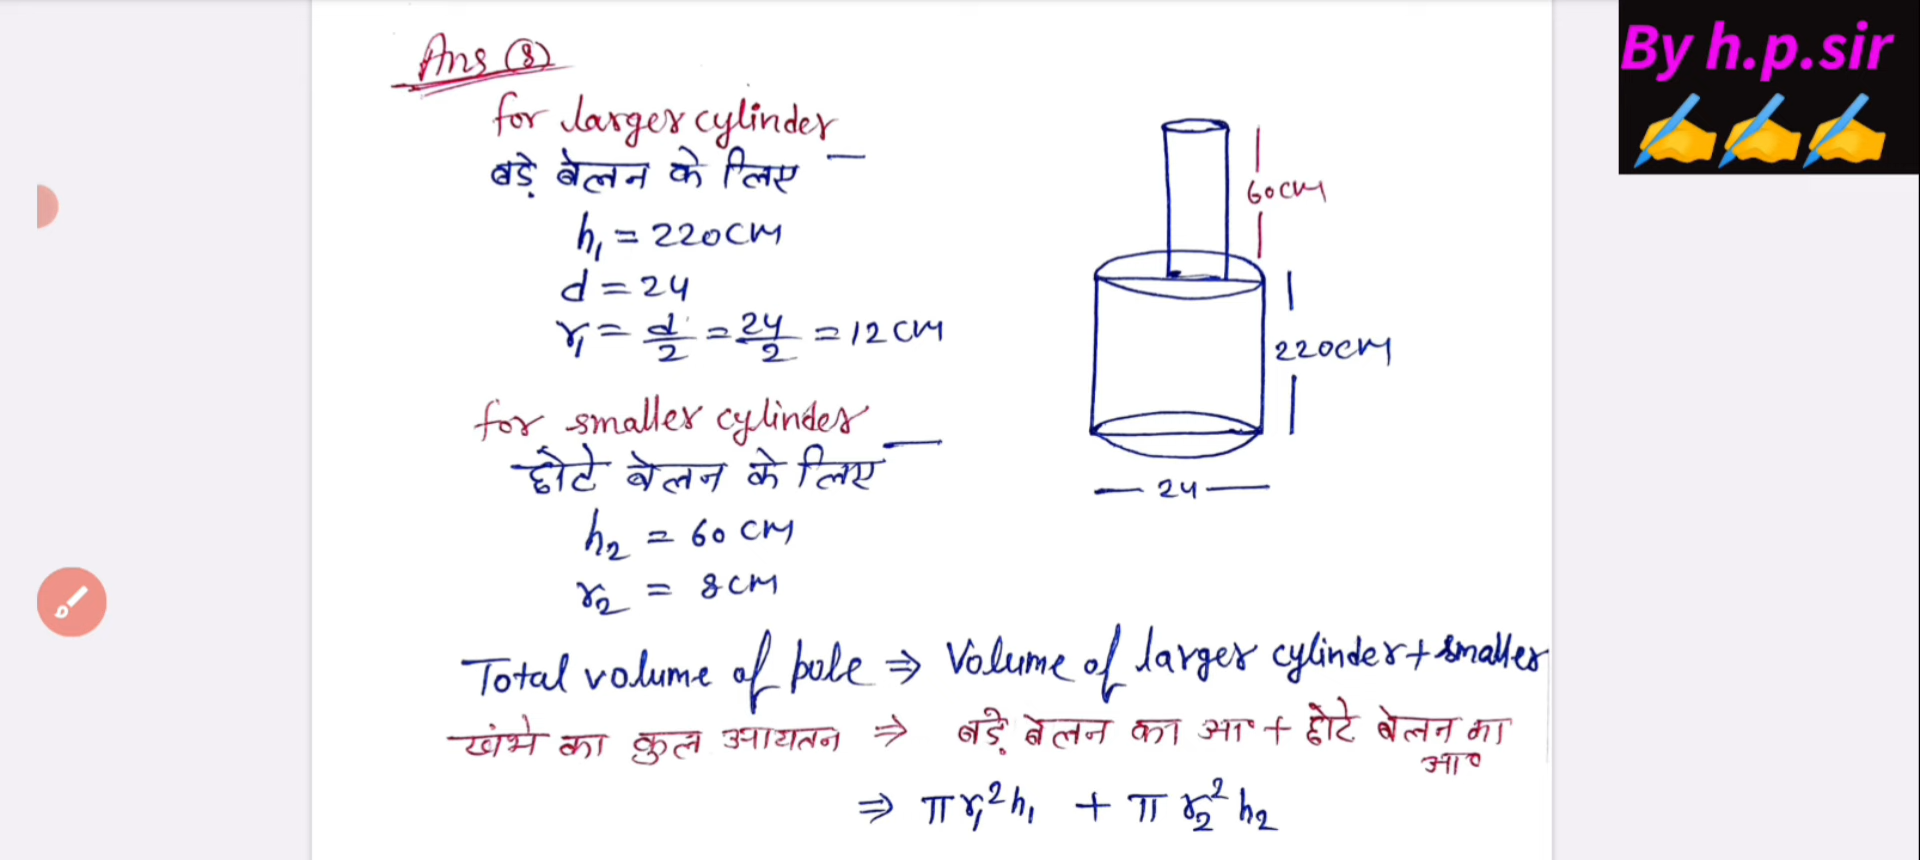 Ans (8)
for larger cylinder
बड़े बेलन के लिए –
h₁ = 220cm
d = 24
r₁ = d/2 = 24/2 = 12 cm
for smaller cylinder
छोटे बेलन के लिए –
h₂ = 60 cm
r₂ = 8cm
Total volume of pole ⇒ Volume of larger cylinder + smaller
खंभे का कुल आयतन ⇒ बड़े बेलन का आ० + छोटे बेलन का
आ०
⇒ πr₁²h₁ + πr₂²h₂
60cm
220cm
24
By h.p.sir